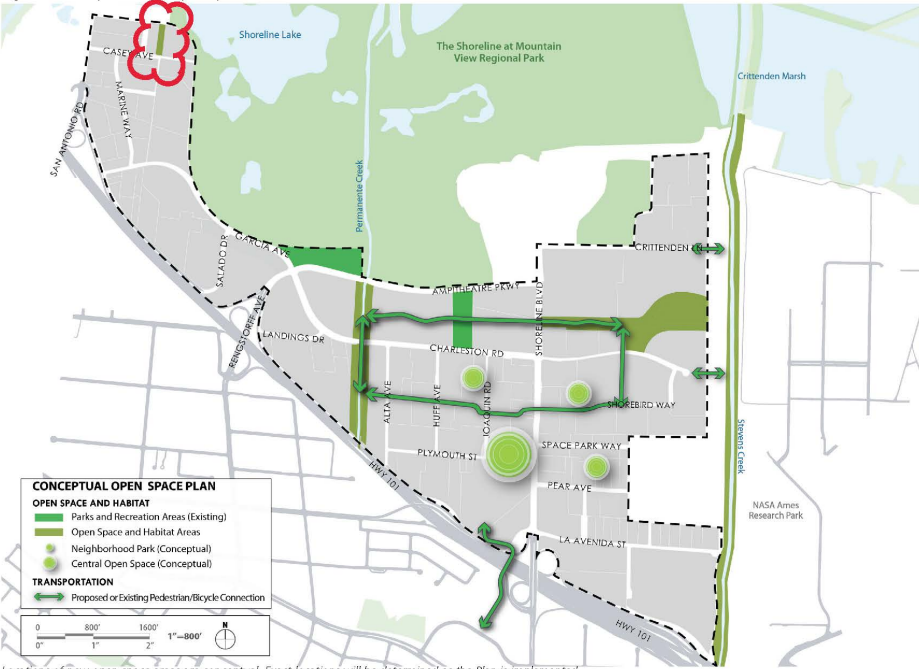 Shoreline Lake
The Shoreline at Mountain
View Regional Park
Crittenden Marsh
CASEY AVE
MARINE WAY
SAN ANTONIO RD
Permanente Creek
SALADO DR
GARCIA AVE
CRITTENDEN LN
AMPITHEATRE PKWY
SHORELINE BLVD
RENGSTORFF AVE
LANDINGS DR
CHARLESTON RD
ALTA AVE
HUFF AVE
JOAQUIN RD
SHOREBIRD WAY
PLYMOUTH ST
SPACE PARK WAY
PEAR AVE
LA AVENIDA ST
HWY 101
HWY 101
Stevens Creek
NASA Ames
Research Park
CONCEPTUAL OPEN SPACE PLAN
OPEN SPACE AND HABITAT
Parks and Recreation Areas (Existing)
Open Space and Habitat Areas
Neighborhood Park (Conceptual)
Central Open Space (Conceptual)
TRANSPORTATION
Proposed or Existing Pedestrian/Bicycle Connection
0 800' 1600' 1"—800' N
0" 1" 2"